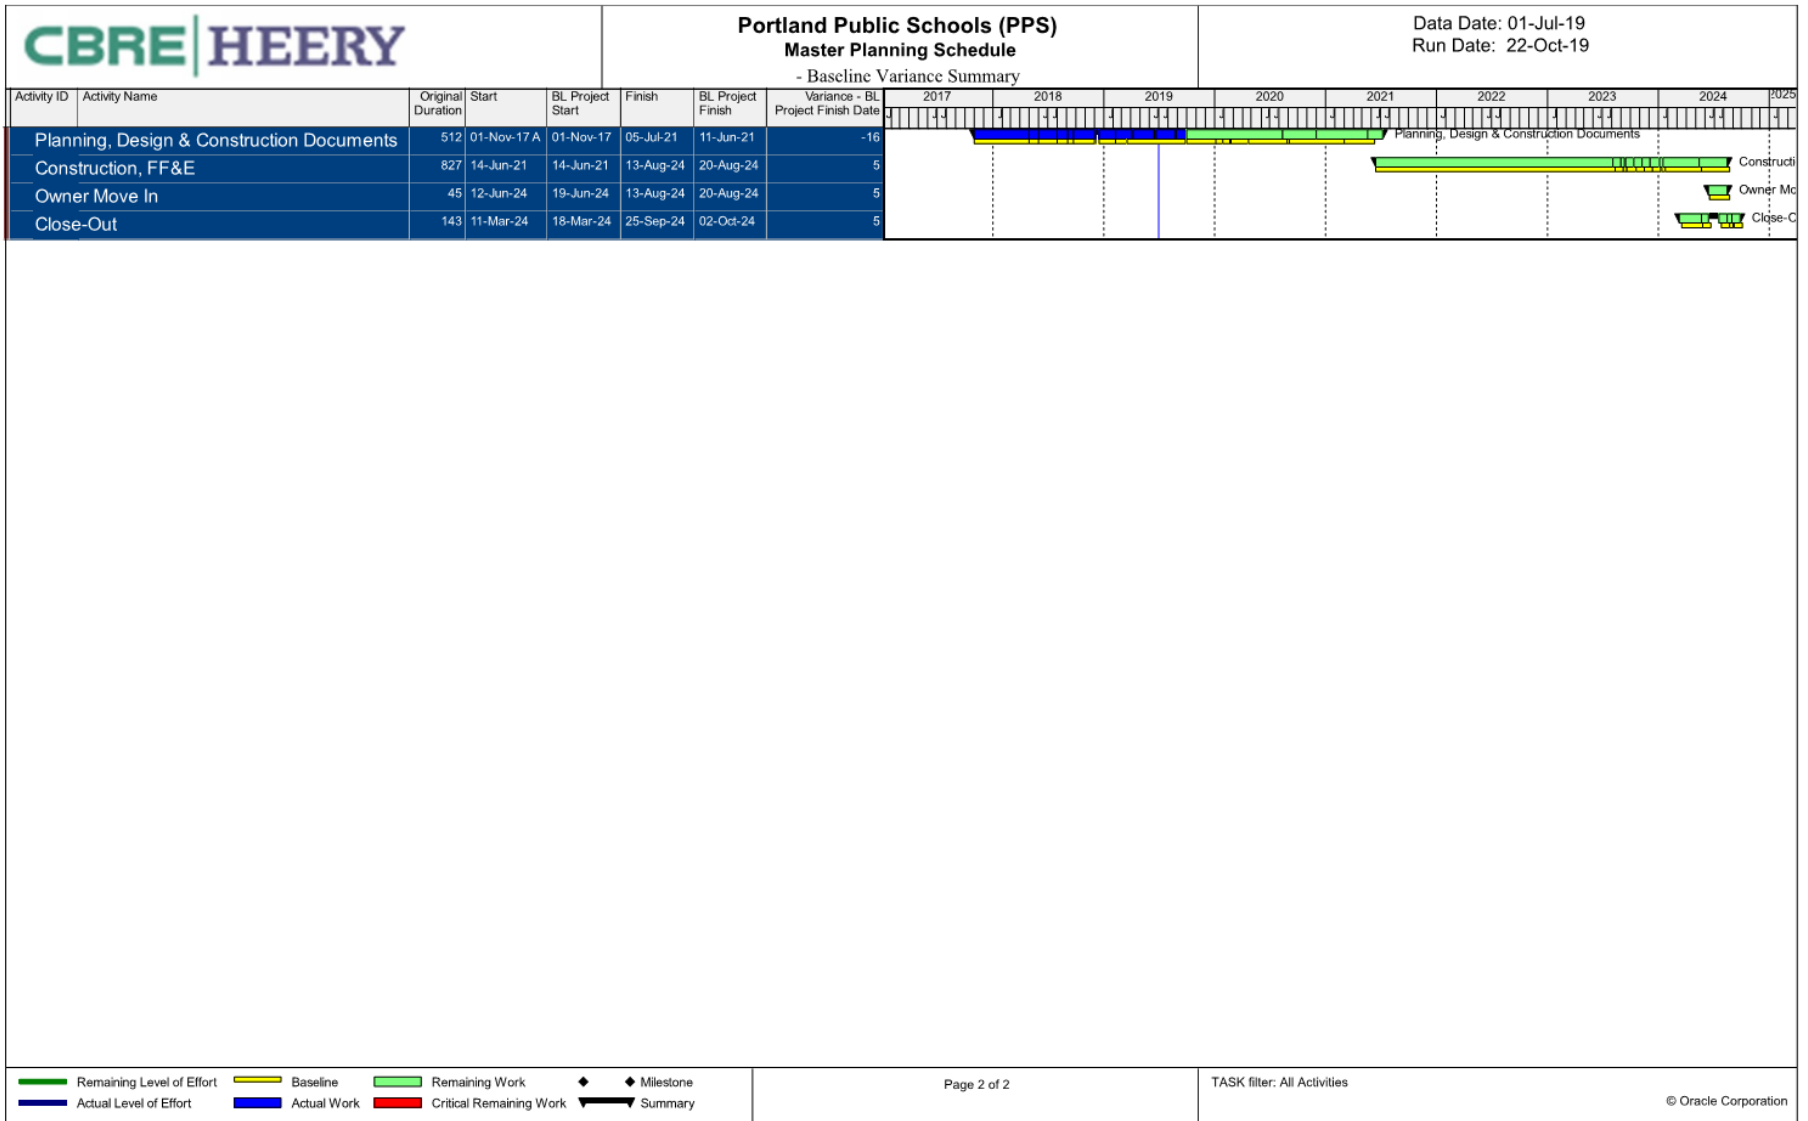 CBRE HEERY
Portland Public Schools (PPS)
Master Planning Schedule
- Baseline Variance Summary
Data Date: 01-Jul-19
Run Date: 22-Oct-19
Activity ID Activity Name Original Duration Start BL Project Start Finish BL Project Finish Variance - BL Project Finish Date 2017 2018 2019 2020 2021 2022 2023 2024 2025
Planning, Design & Construction Documents 512 01-Nov-17 A 01-Nov-17 05-Jul-21 11-Jun-21 -16 Planning, Design & Construction Documents
Construction, FF&E 827 14-Jun-21 14-Jun-21 13-Aug-24 20-Aug-24 5 Constructi
Owner Move In 45 12-Jun-24 19-Jun-24 13-Aug-24 20-Aug-24 5 Owner Mo
Close-Out 143 11-Mar-24 18-Mar-24 25-Sep-24 02-Oct-24 5 Close-C
Remaining Level of Effort Baseline Remaining Work Milestone
Actual Level of Effort Actual Work Critical Remaining Work Summary
Page 2 of 2
TASK filter: All Activities
© Oracle Corporation